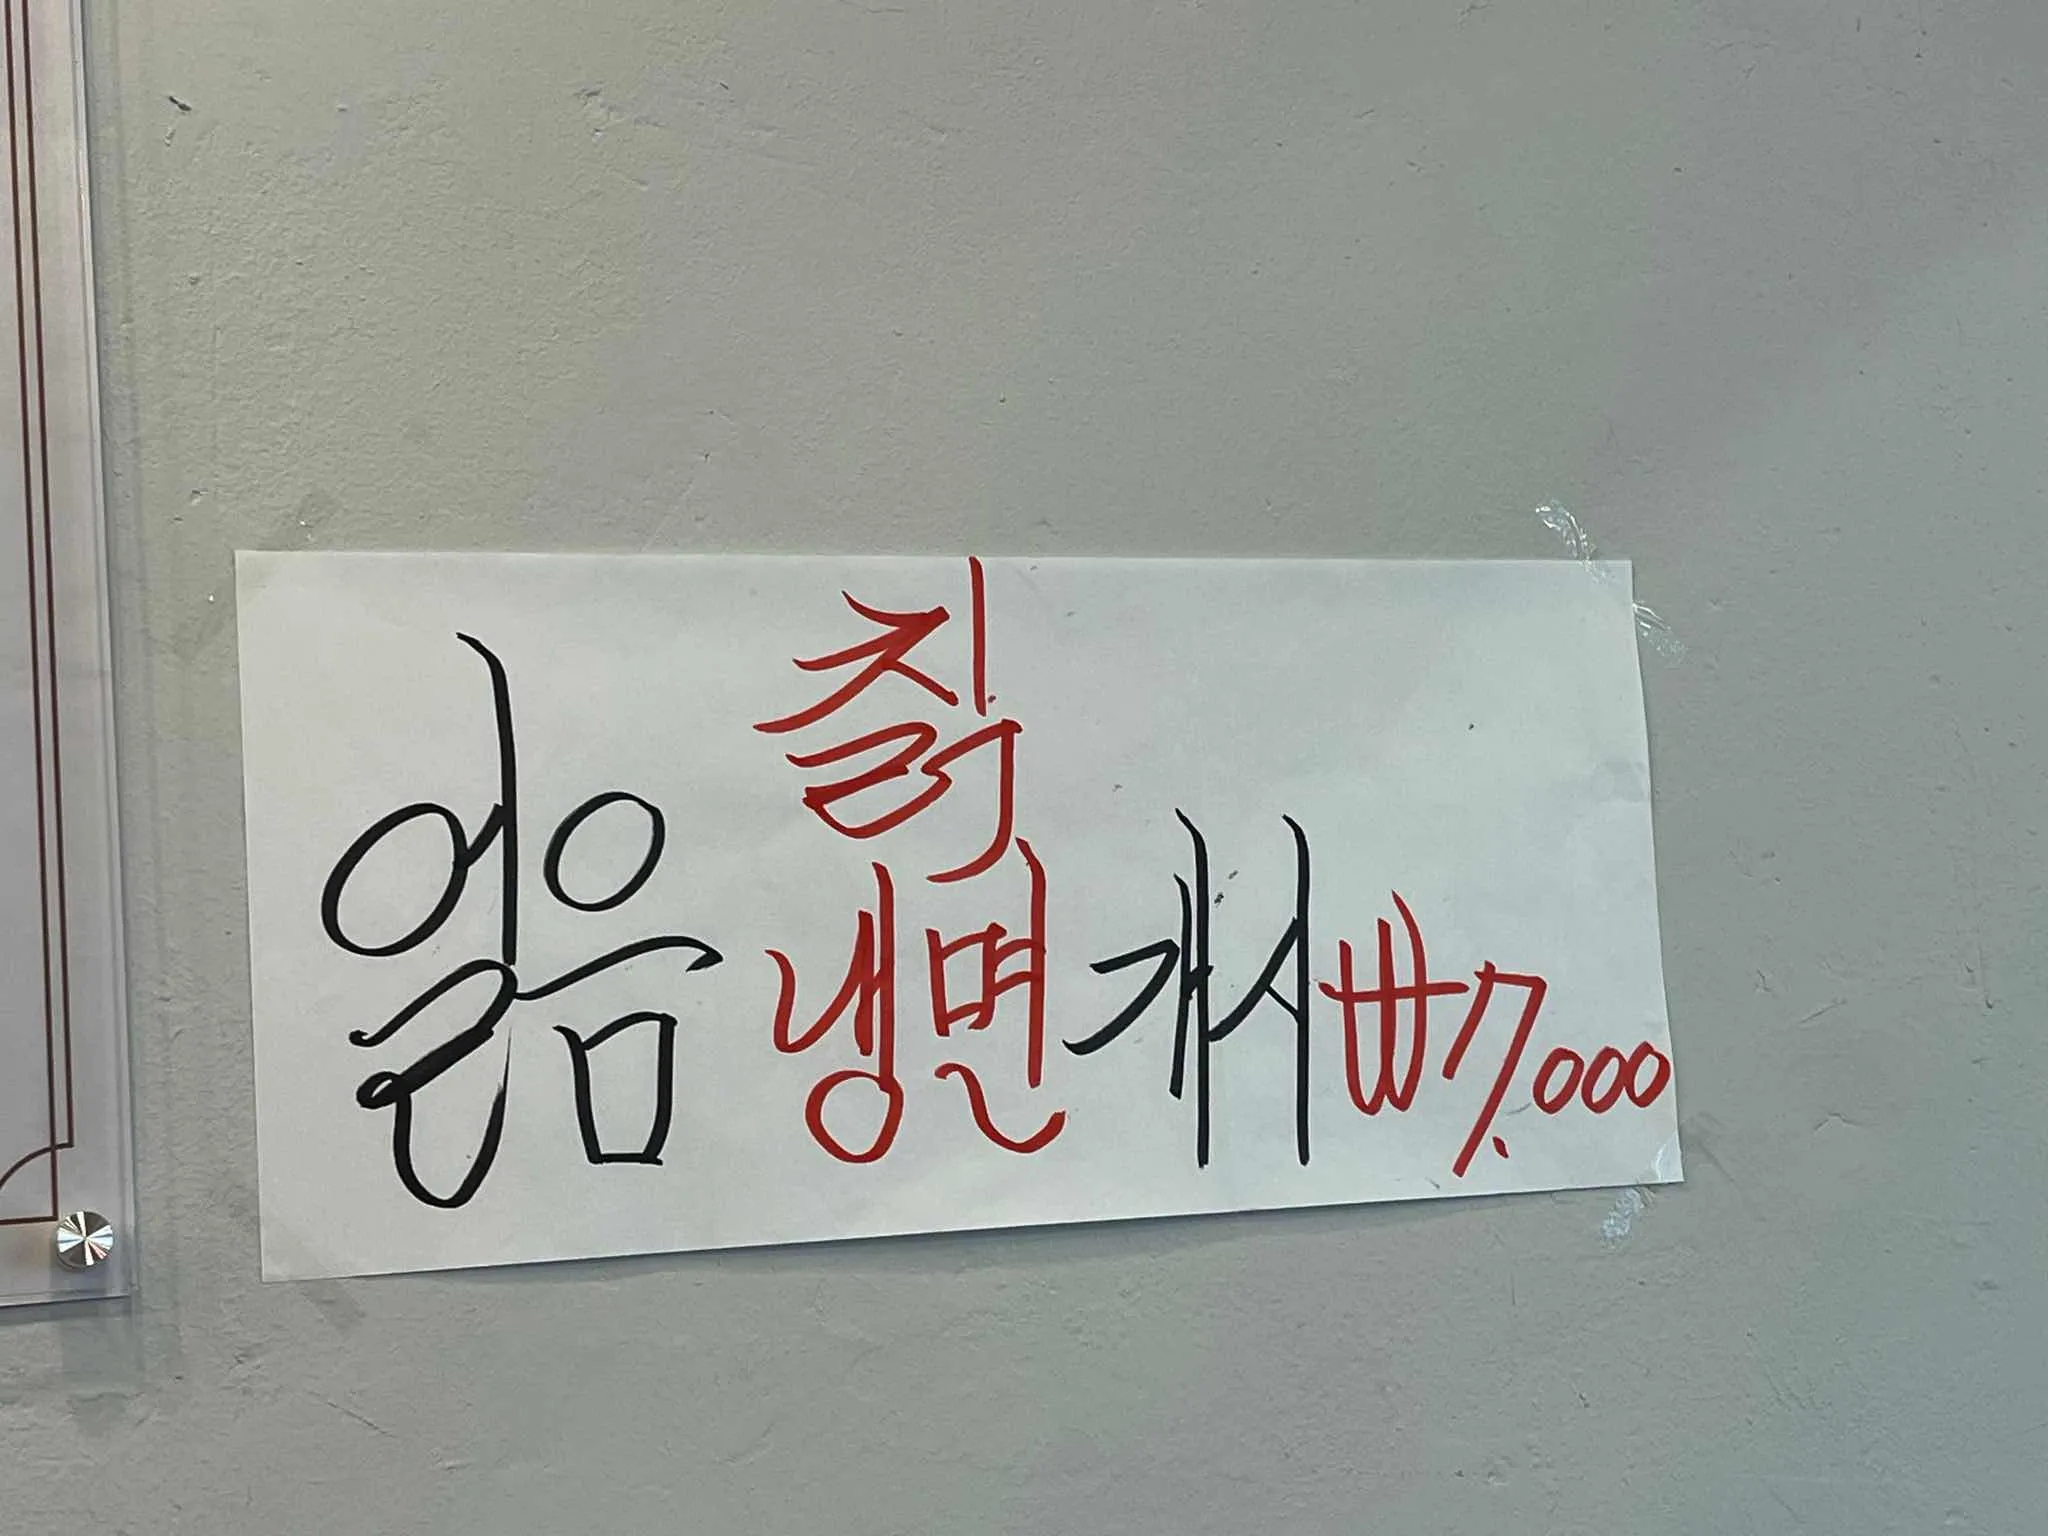 얼음 칡 냉면 개시 ₩7.000